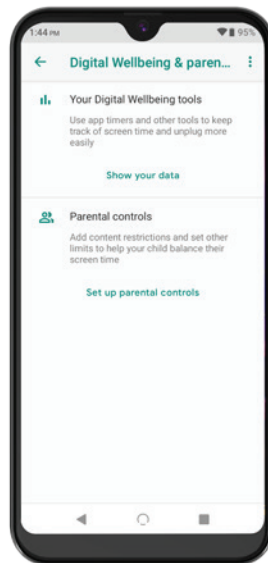 1:44 PM 95%
Digital Wellbeing & paren...
Your Digital Wellbeing tools
Use app timers and other tools to keep
track of screen time and unplug more
easily
Show your data
Parental controls
Add content restrictions and set other
limits to help your child balance their
screen time
Set up parental controls